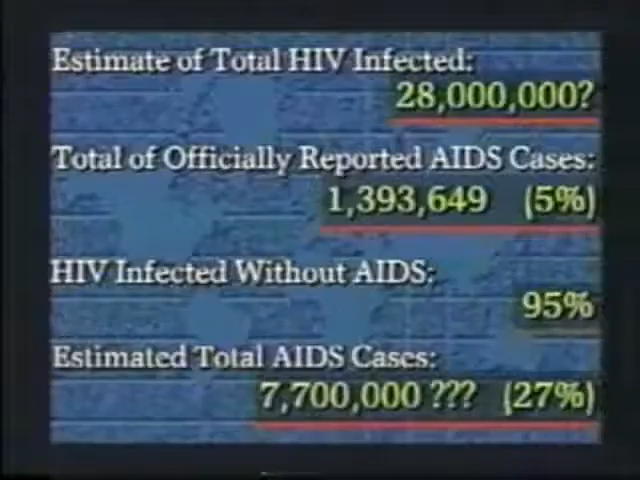 Estimate of Total HIV Infected:
28,000,000?
Total of Officially Reported AIDS Cases:
1,393,649 (5%)
HIV Infected Without AIDS:
95%
Estimated Total AIDS Cases:
7,700,000 ??? (27%)